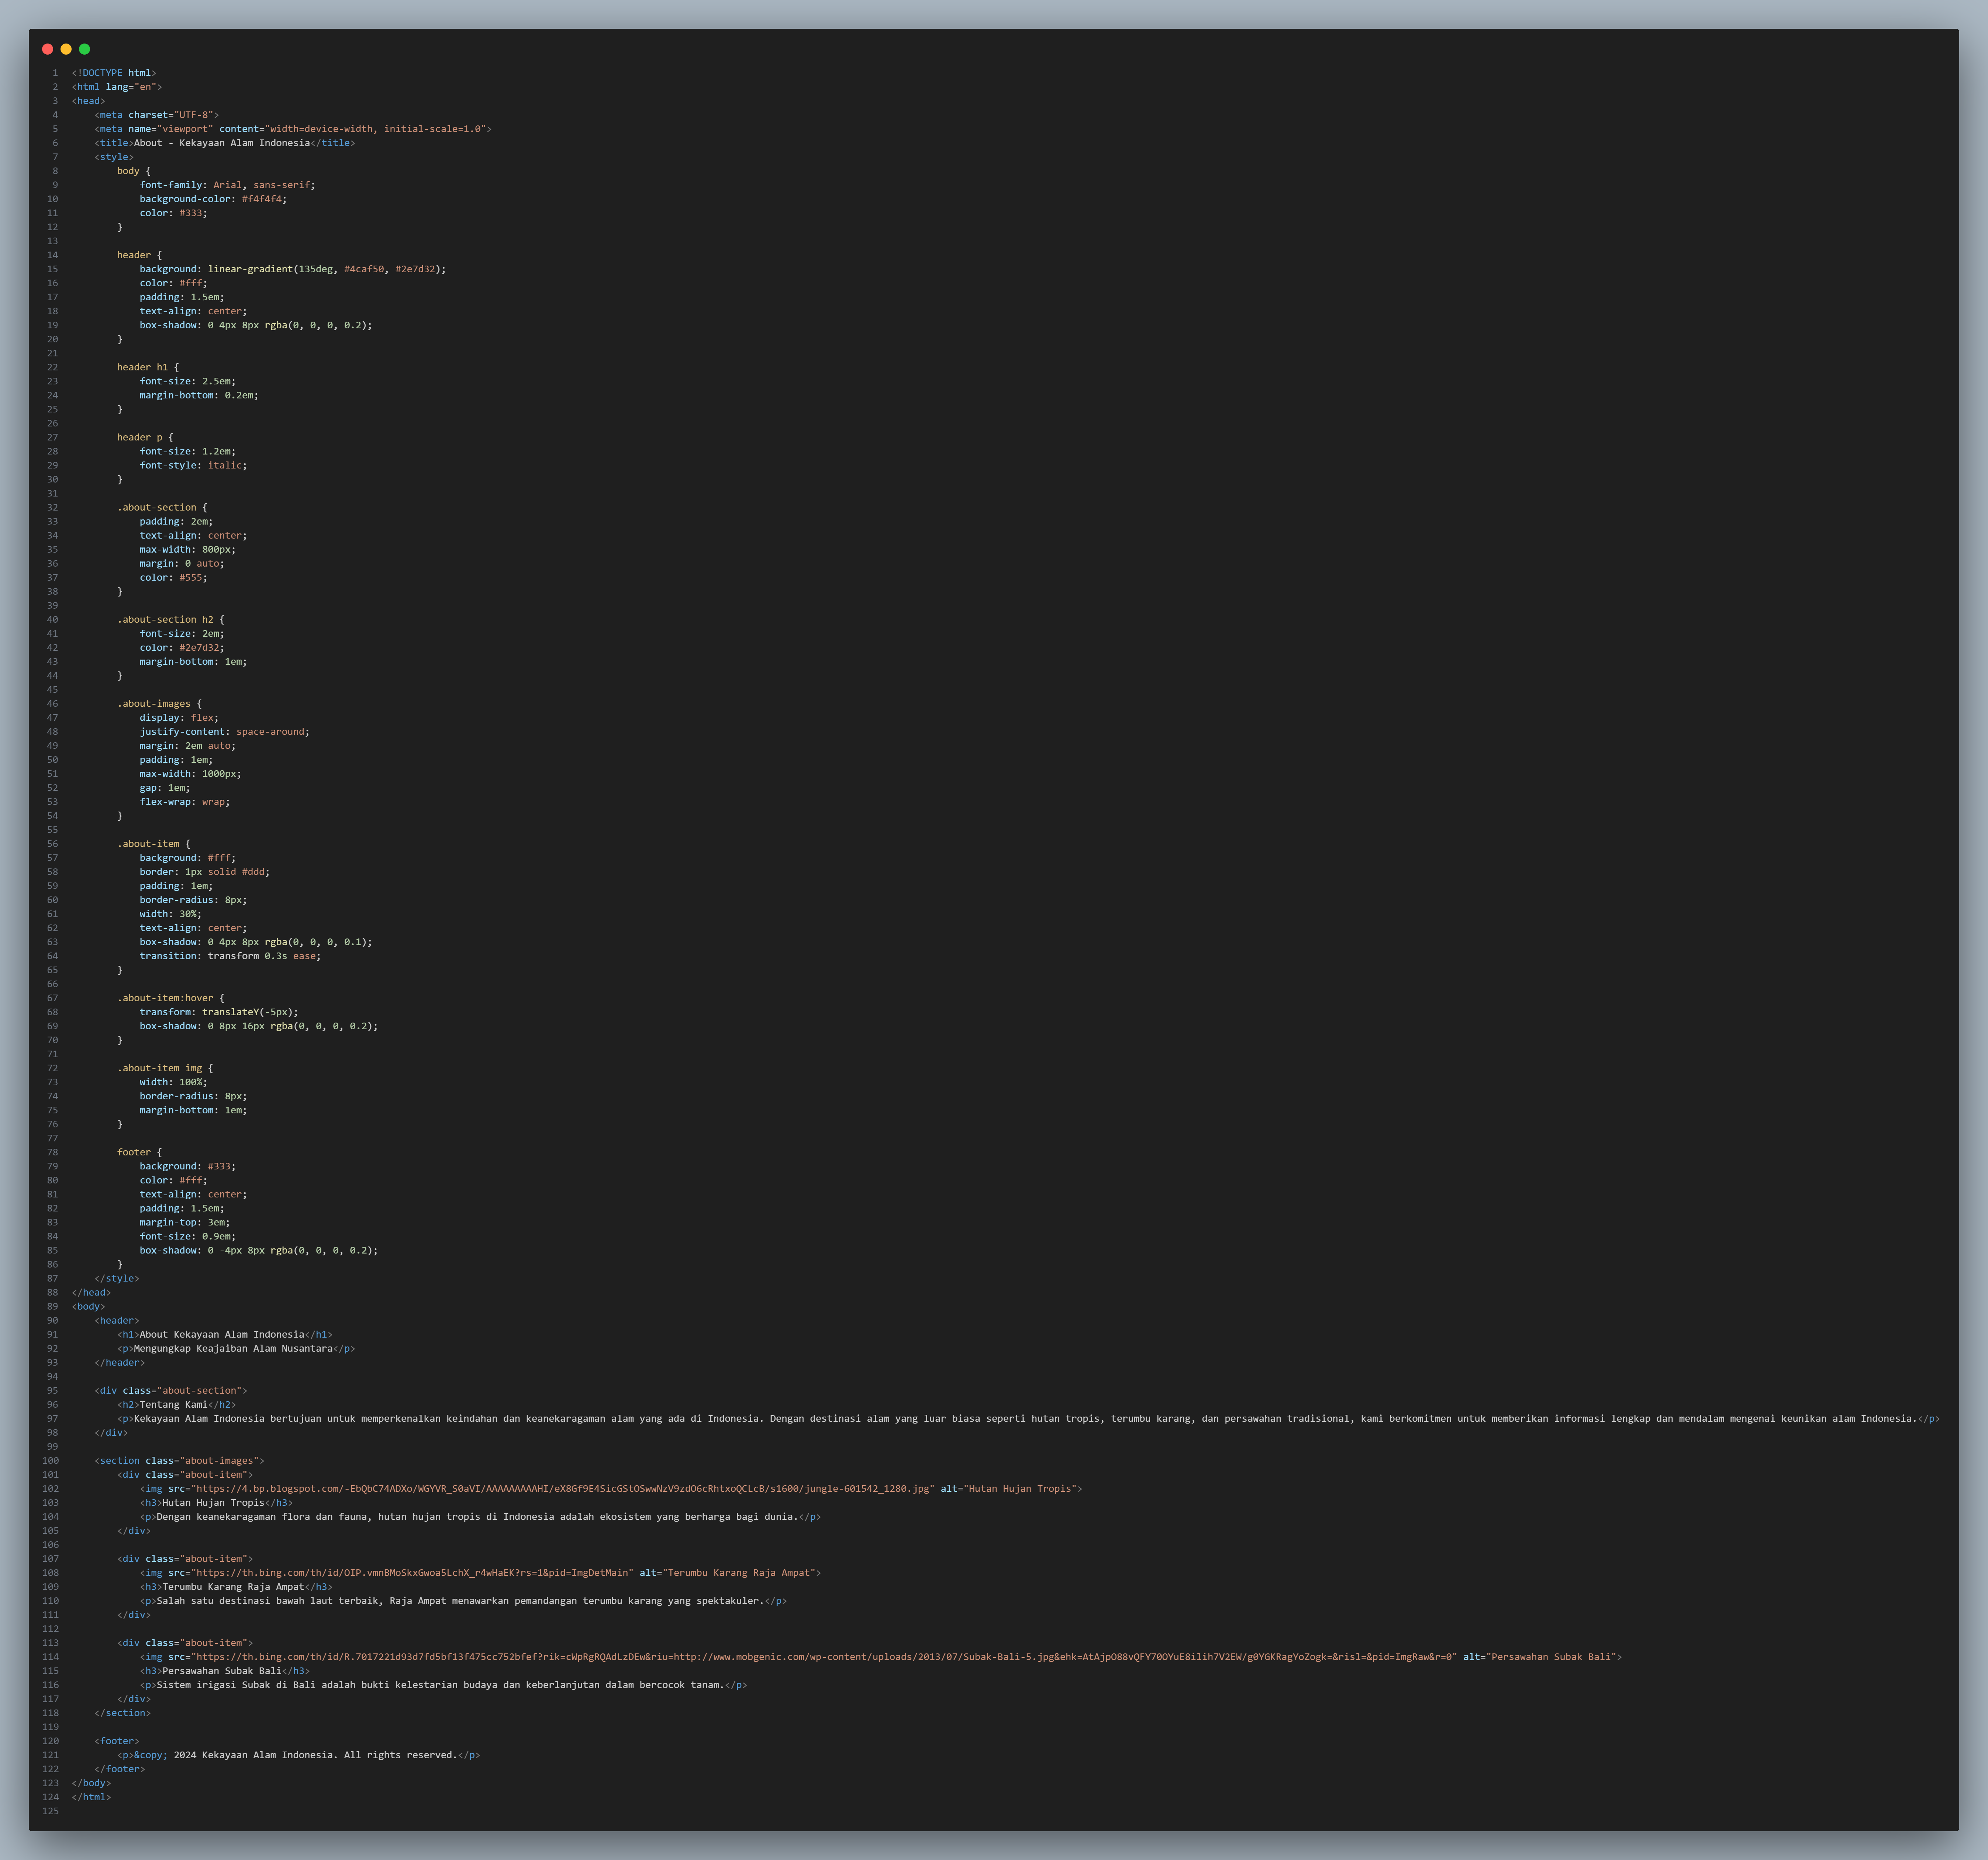 1 <!DOCTYPE html>
2 <html lang="en">
3 <head>
4     <meta charset="UTF-8">
5     <meta name="viewport" content="width=device-width, initial-scale=1.0">
6     <title>About - Kekayaan Alam Indonesia</title>
7     <style>
8         body {
9             font-family: Arial, sans-serif;
10             background-color: #f4f4f4;
11             color: #333;
12         }
13
14         header {
15             background: linear-gradient(135deg, #4caf50, #2e7d32);
16             color: #fff;
17             padding: 1.5em;
18             text-align: center;
19             box-shadow: 0 4px 8px rgba(0, 0, 0, 0.2);
20         }
21
22         header h1 {
23             font-size: 2.5em;
24             margin-bottom: 0.2em;
25         }
26
27         header p {
28             font-size: 1.2em;
29             font-style: italic;
30         }
31
32         .about-section {
33             padding: 2em;
34             text-align: center;
35             max-width: 800px;
36             margin: 0 auto;
37             color: #555;
38         }
39
40         .about-section h2 {
41             font-size: 2em;
42             color: #2e7d32;
43             margin-bottom: 1em;
44         }
45
46         .about-images {
47             display: flex;
48             justify-content: space-around;
49             margin: 2em auto;
50             padding: 1em;
51             max-width: 1000px;
52             gap: 1em;
53             flex-wrap: wrap;
54         }
55
56         .about-item {
57             background: #fff;
58             border: 1px solid #ddd;
59             padding: 1em;
60             border-radius: 8px;
61             width: 30%;
62             text-align: center;
63             box-shadow: 0 4px 8px rgba(0, 0, 0, 0.1);
64             transition: transform 0.3s ease;
65         }
66
67         .about-item:hover {
68             transform: translateY(-5px);
69             box-shadow: 0 8px 16px rgba(0, 0, 0, 0.2);
70         }
71
72         .about-item img {
73             width: 100%;
74             border-radius: 8px;
75             margin-bottom: 1em;
76         }
77
78         footer {
79             background: #333;
80             color: #fff;
81             text-align: center;
82             padding: 1.5em;
83             margin-top: 3em;
84             font-size: 0.9em;
85             box-shadow: 0 -4px 8px rgba(0, 0, 0, 0.2);
86         }
87     </style>
88 </head>
89 <body>
90     <header>
91         <h1>About Kekayaan Alam Indonesia</h1>
92         <p>Mengungkap Keajaiban Alam Nusantara</p>
93     </header>
94
95     <div class="about-section">
96         <h2>Tentang Kami</h2>
97         <p>Kekayaan Alam Indonesia bertujuan untuk memperkenalkan keindahan dan keanekaragaman alam yang ada di Indonesia. Dengan destinasi alam yang luar biasa seperti hutan tropis, terumbu karang, dan persawahan tradisional, kami berkomitmen untuk memberikan informasi lengkap dan mendalam mengenai keunikan alam Indonesia.</p>
98     </div>
99
100     <section class="about-images">
101         <div class="about-item">
102             <img src="https://4.bp.blogspot.com/-EbQbC74ADXo/WGYVR_S0aVI/AAAAAAAAAHI/eX8Gf9E4SicGStOSwwNzV9zdO6cRhtxoQCLcB/s1600/jungle-601542_1280.jpg" alt="Hutan Hujan Tropis">
103             <h3>Hutan Hujan Tropis</h3>
104             <p>Dengan keanekaragaman flora dan fauna, hutan hujan tropis di Indonesia adalah ekosistem yang berharga bagi dunia.</p>
105         </div>
106
107         <div class="about-item">
108             <img src="https://th.bing.com/th/id/OIP.vmnBMoSkxGwoa5LchX_r4wHaEK?rs=1&pid=ImgDetMain" alt="Terumbu Karang Raja Ampat">
109             <h3>Terumbu Karang Raja Ampat</h3>
110             <p>Salah satu destinasi bawah laut terbaik, Raja Ampat menawarkan pemandangan terumbu karang yang spektakuler.</p>
111         </div>
112
113         <div class="about-item">
114             <img src="https://th.bing.com/th/id/R.7017221d93d7fd5bf13f475cc752bfef?rik=cWpRgRQAdLzDEw&riu=http://www.mobgenic.com/wp-content/uploads/2013/07/Subak-Bali-5.jpg&ehk=AtAjpO88vQFY70OYuE8ilih7V2EW/g0YGKRagYoZogk=&risl=&pid=ImgRaw&r=0" alt="Persawahan Subak Bali">
115             <h3>Persawahan Subak Bali</h3>
116             <p>Sistem irigasi Subak di Bali adalah bukti kelestarian budaya dan keberlanjutan dalam bercocok tanam.</p>
117         </div>
118     </section>
119
120     <footer>
121         <p>&copy; 2024 Kekayaan Alam Indonesia. All rights reserved.</p>
122     </footer>
123 </body>
124 </html>
125